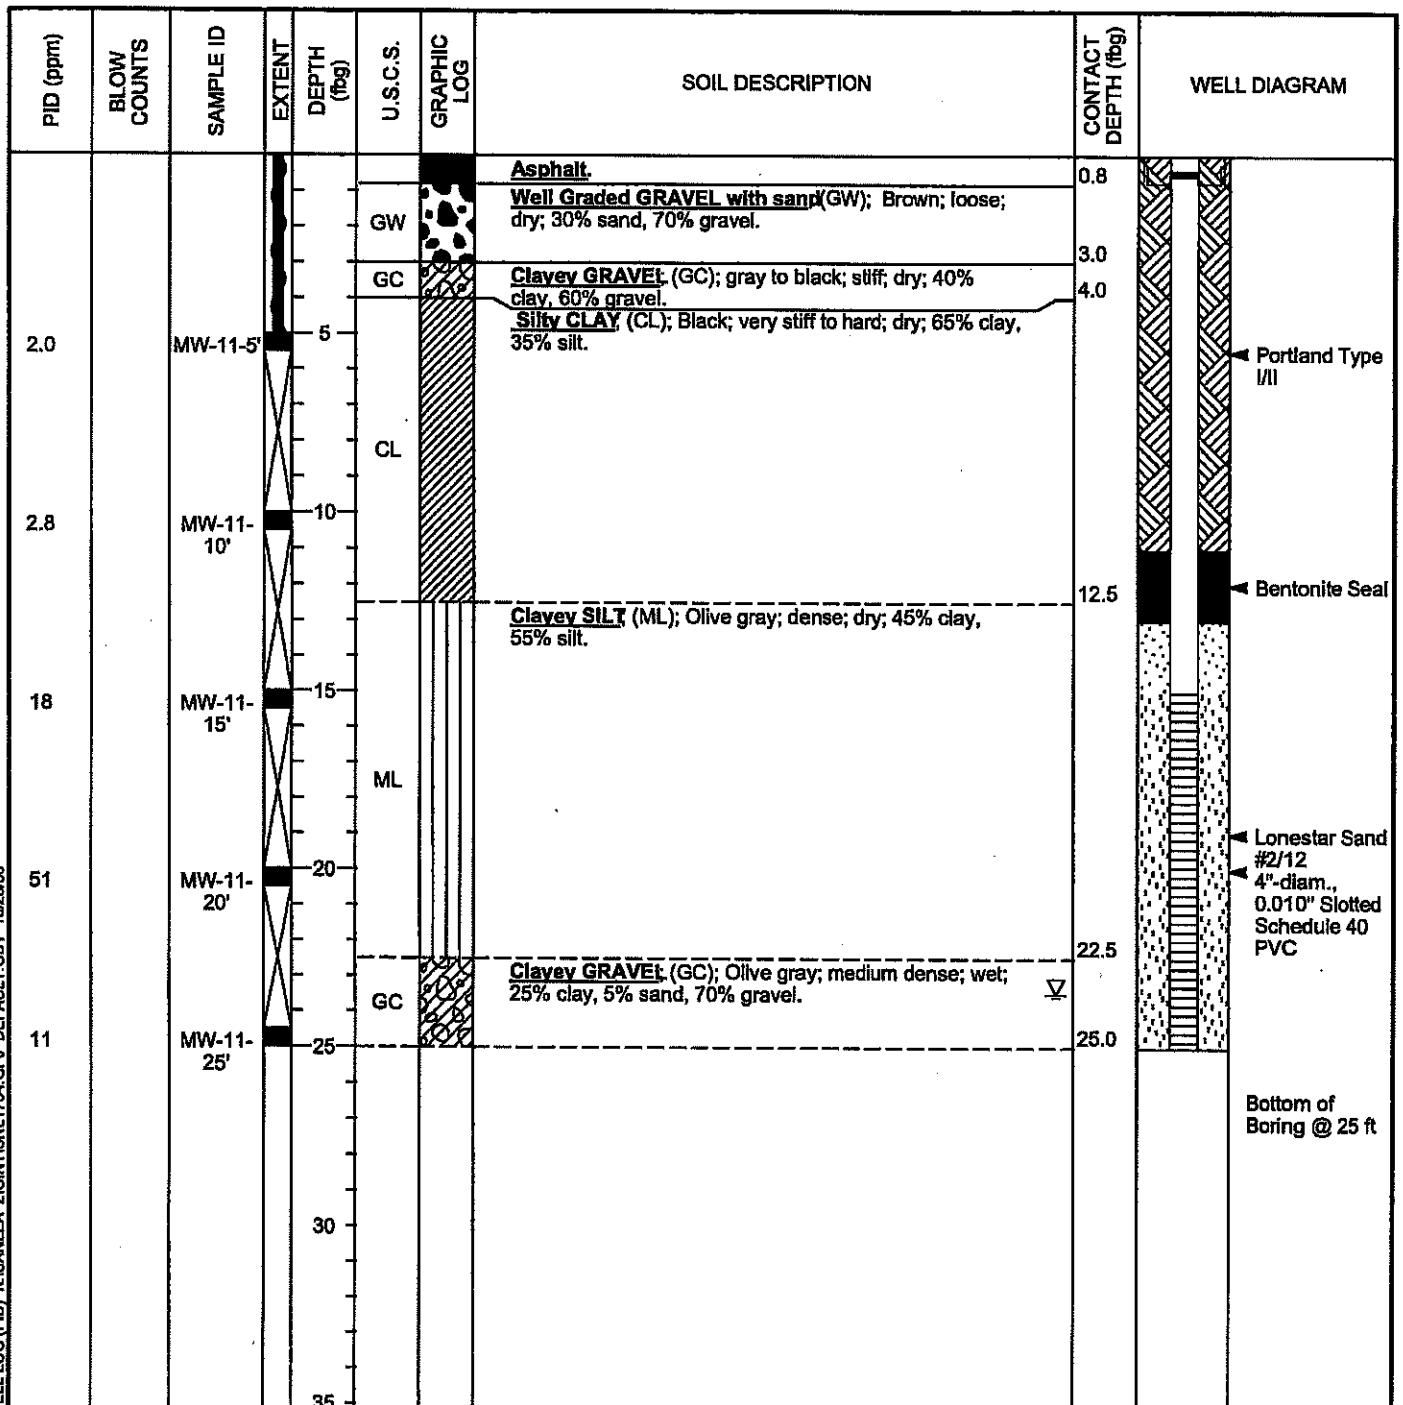 PID (ppm)
BLOW
COUNTS
SAMPLE ID
EXTENT
DEPTH
(fbg)
U.S.C.S.
GRAPHIC
LOG
SOIL DESCRIPTION
CONTACT
DEPTH (fbg)
WELL DIAGRAM
Asphalt.
0.8
GW
Well Graded GRAVEL with sand (GW); Brown; loose;
dry; 30% sand, 70% gravel.
3.0
GC
Clayey GRAVEL (GC); gray to black; stiff; dry; 40%
clay, 60% gravel.
4.0
Silty CLAY (CL); Black; very stiff to hard; dry; 65% clay,
35% silt.
2.0
MW-11-5'
5
Portland Type
I/II
CL
2.8
MW-11-
10'
10
12.5
Bentonite Seal
Clayey SILT (ML); Olive gray; dense; dry; 45% clay,
55% silt.
18
MW-11-
15'
15
ML
Lonestar Sand
#2/12
4"-diam.,
0.010" Slotted
Schedule 40
PVC
51
MW-11-
20'
20
22.5
GC
Clayey GRAVEL (GC); Olive gray; medium dense; wet;
25% clay, 5% sand, 70% gravel.
11
MW-11-
25'
25
25.0
Bottom of
Boring @ 25 ft
30
35